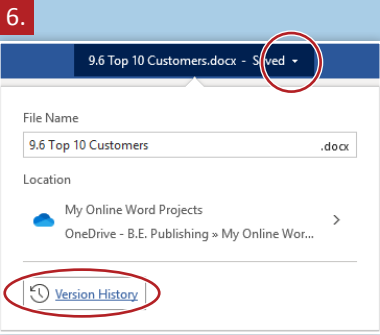 6.
9.6 Top 10 Customers.docx - Saved
File Name
9.6 Top 10 Customers .docx
Location
My Online Word Projects
OneDrive - B.E. Publishing » My Online Wor...
Version History